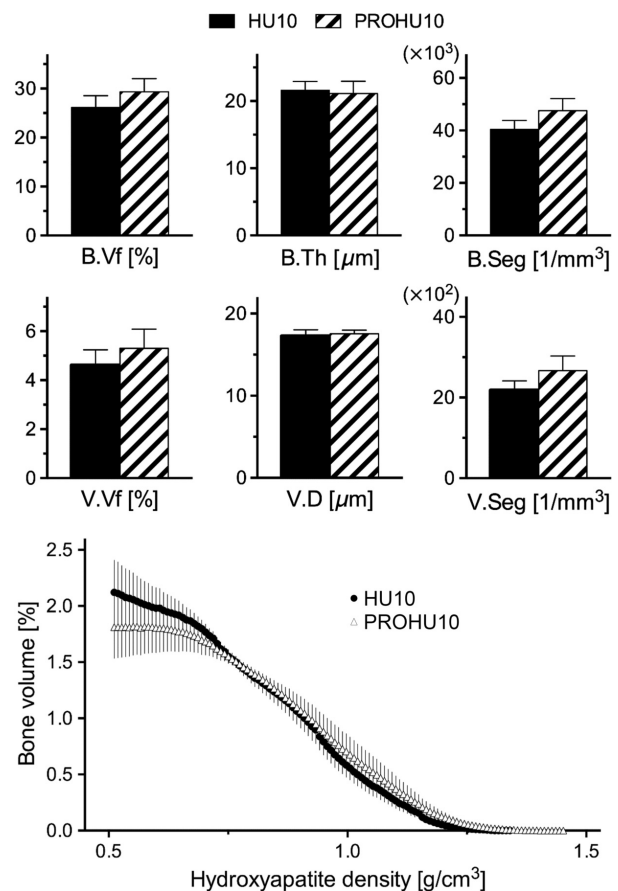 HU10 PROHU10
(×10³)
30
20
10
0
B.Vf [%]
20
10
0
B.Th [µm]
60
40
20
0
B.Seg [1/mm³]
6
4
2
0
V.Vf [%]
20
10
0
V.D [µm]
(×10²)
40
20
0
V.Seg [1/mm³]
Bone volume [%]
2.5
2.0
1.5
1.0
0.5
0.0
HU10
PROHU10
0.5 1.0 1.5
Hydroxyapatite density [g/cm³]